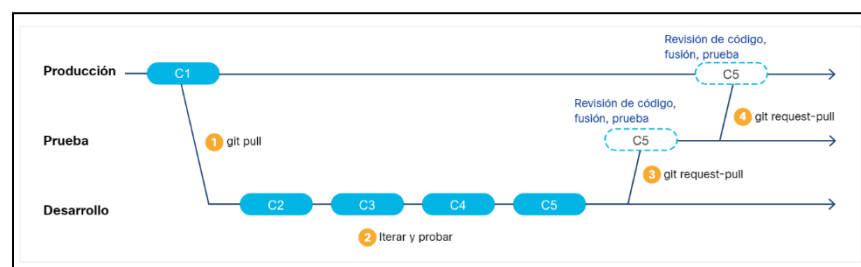 Revisión de código,
fusión, prueba
Producción
C1
C5
Revisión de código,
fusión, prueba
4 git request-pull
1 git pull
Prueba
C5
3 git request-pull
Desarrollo
C2
C3
C4
C5
2 Iterar y probar